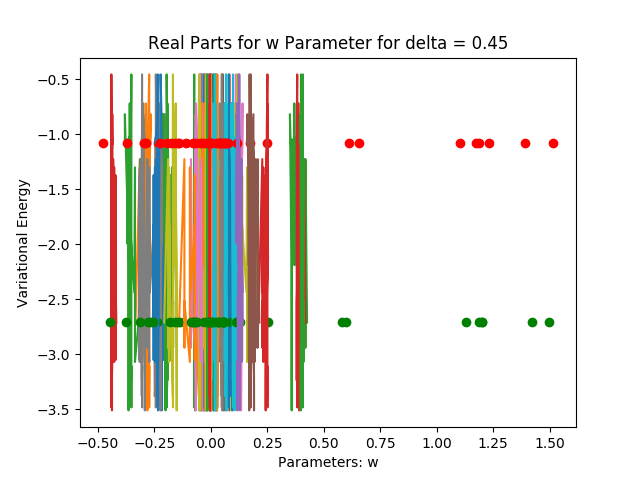 Real Parts for w Parameter for delta = 0.45
Variational Energy
−0.5
−1.0
−1.5
−2.0
−2.5
−3.0
−3.5
−0.50 −0.25 0.00 0.25 0.50 0.75 1.00 1.25 1.50
Parameters: w